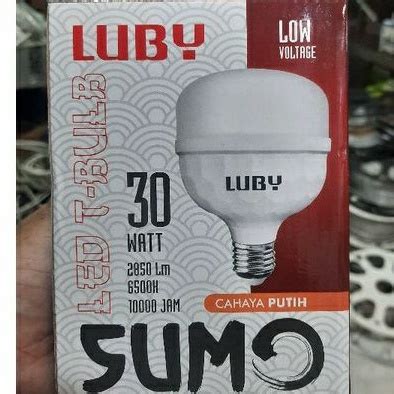 LUBY
LOW
VOLTAGE
LED T-BULB
LUBY
30
WATT
2850 Lm
6500K
10000 JAM
CAHAYA PUTIH
SUMO